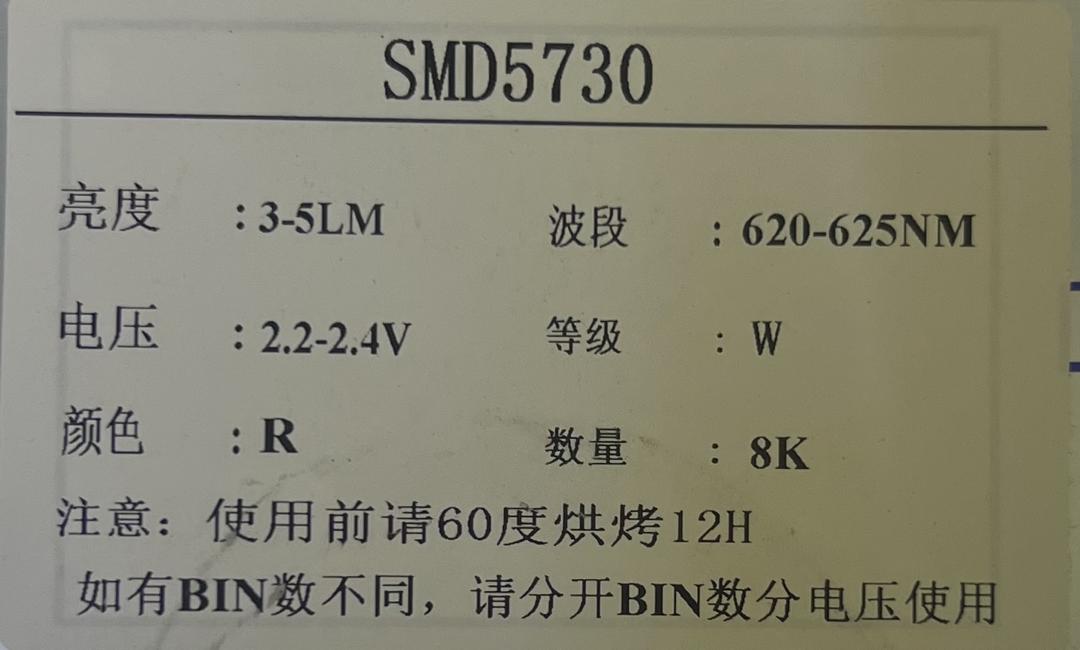 SMD5730
亮度 : 3-5LM 波段 : 620-625NM
电压 : 2.2-2.4V 等级 : W
颜色 : R 数量 : 8K
注意：使用前请60度烘烤12H
如有BIN数不同，请分开BIN数分电压使用